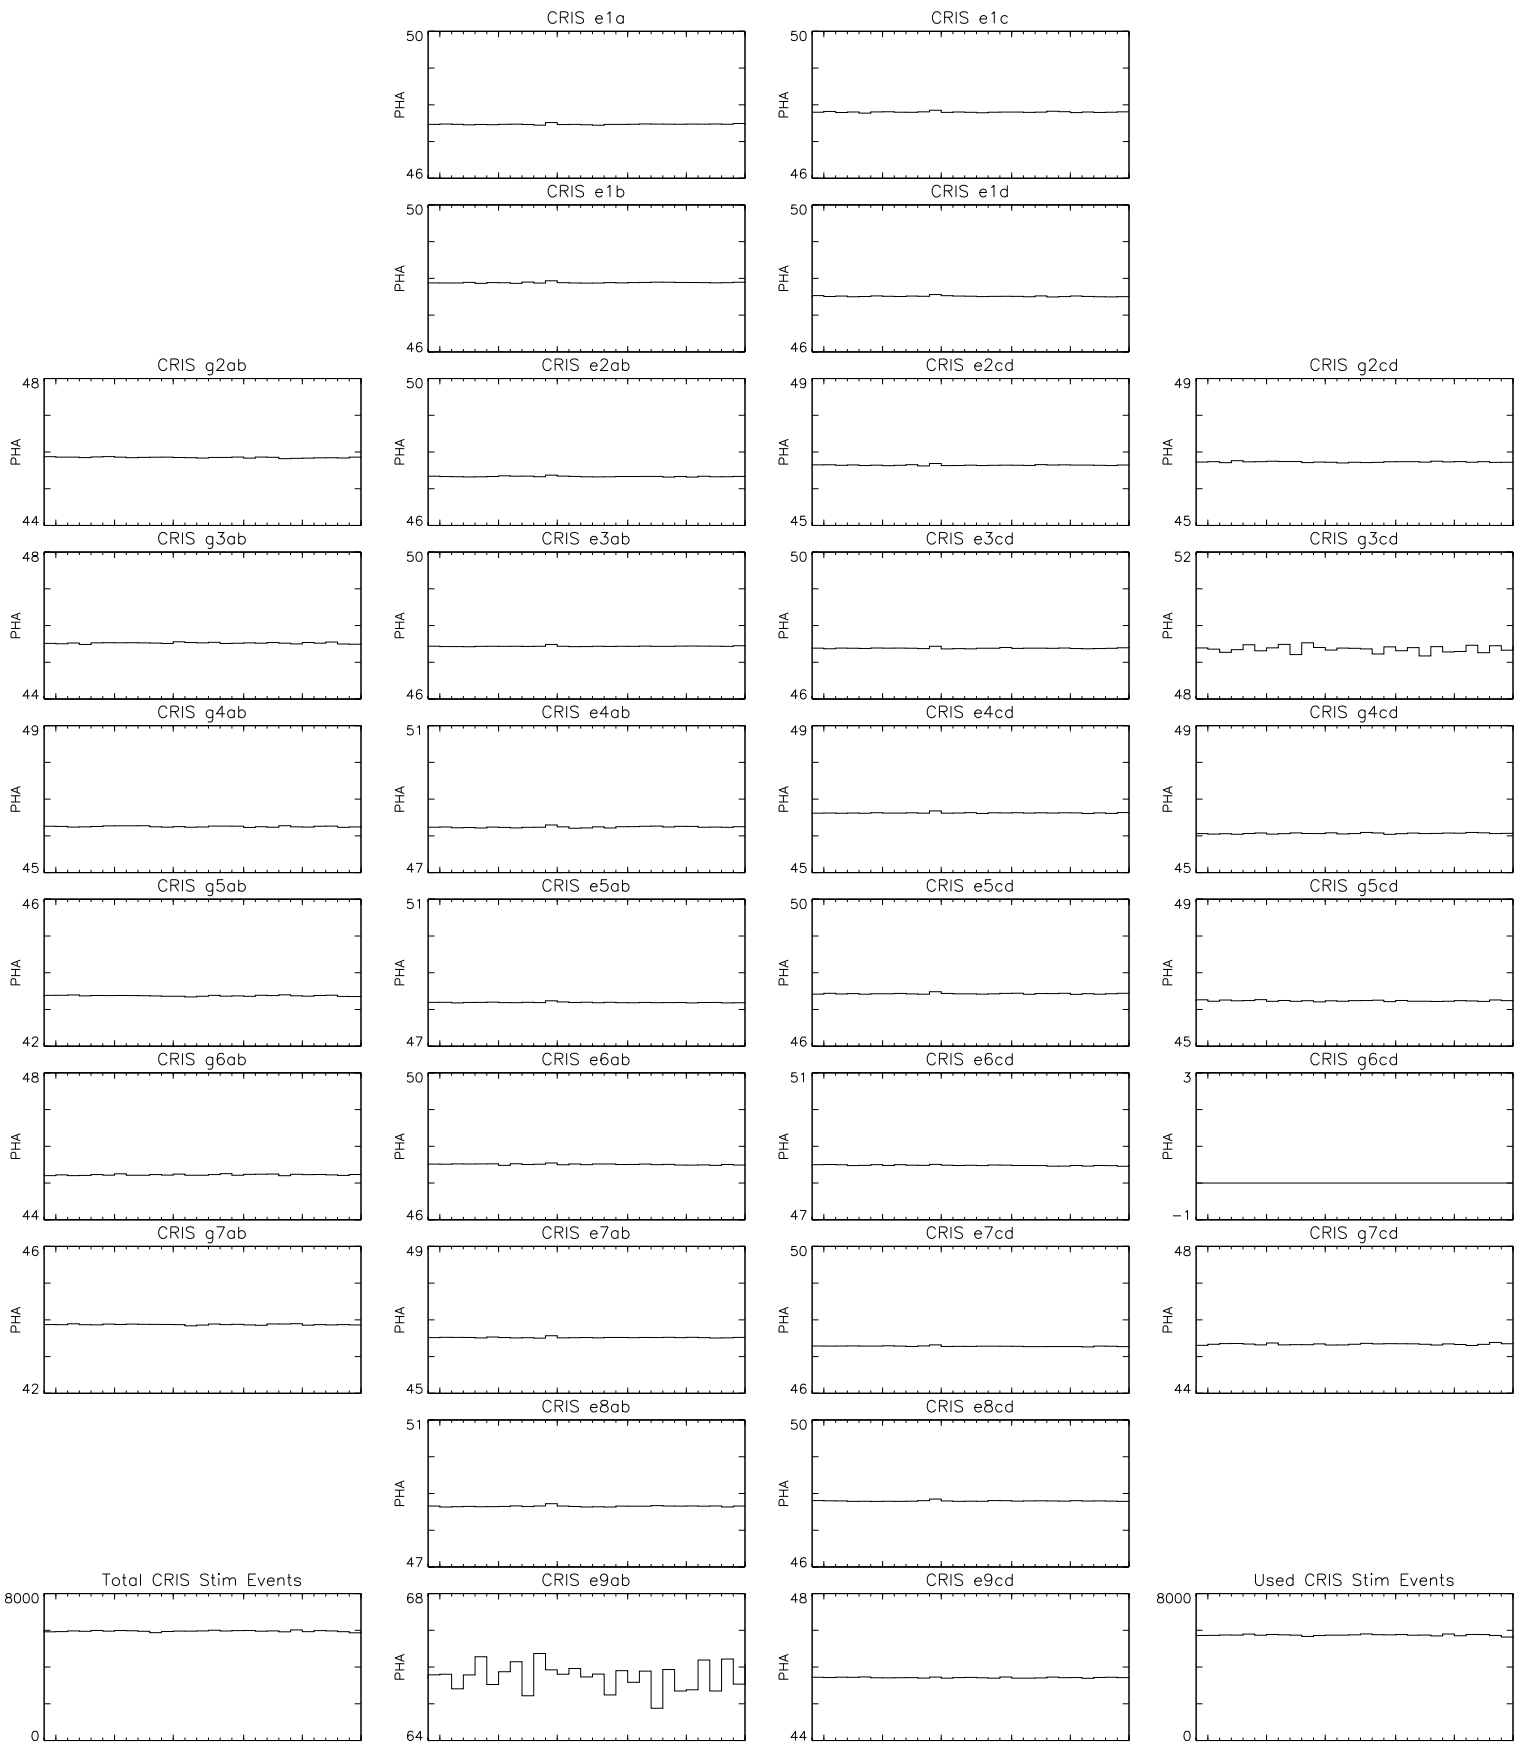 CRIS e1a
CRIS e1c
50
PHA
46
50
PHA
46
CRIS e1b
CRIS e1d
50
PHA
46
50
PHA
46
CRIS g2ab
CRIS e2ab
CRIS e2cd
CRIS g2cd
48
PHA
44
50
PHA
46
49
PHA
45
49
PHA
45
CRIS g3ab
CRIS e3ab
CRIS e3cd
CRIS g3cd
48
PHA
44
50
PHA
46
50
PHA
46
52
PHA
48
CRIS g4ab
CRIS e4ab
CRIS e4cd
CRIS g4cd
49
PHA
45
51
PHA
47
49
PHA
45
49
PHA
45
CRIS g5ab
CRIS e5ab
CRIS e5cd
CRIS g5cd
46
PHA
42
51
PHA
47
50
PHA
46
49
PHA
45
CRIS g6ab
CRIS e6ab
CRIS e6cd
CRIS g6cd
48
PHA
44
50
PHA
46
51
PHA
47
3
PHA
-1
CRIS g7ab
CRIS e7ab
CRIS e7cd
CRIS g7cd
46
PHA
42
49
PHA
45
50
PHA
46
48
PHA
44
CRIS e8ab
CRIS e8cd
51
PHA
47
50
PHA
46
Total CRIS Stim Events
CRIS e9ab
CRIS e9cd
Used CRIS Stim Events
8000
0
68
PHA
64
48
PHA
44
8000
0